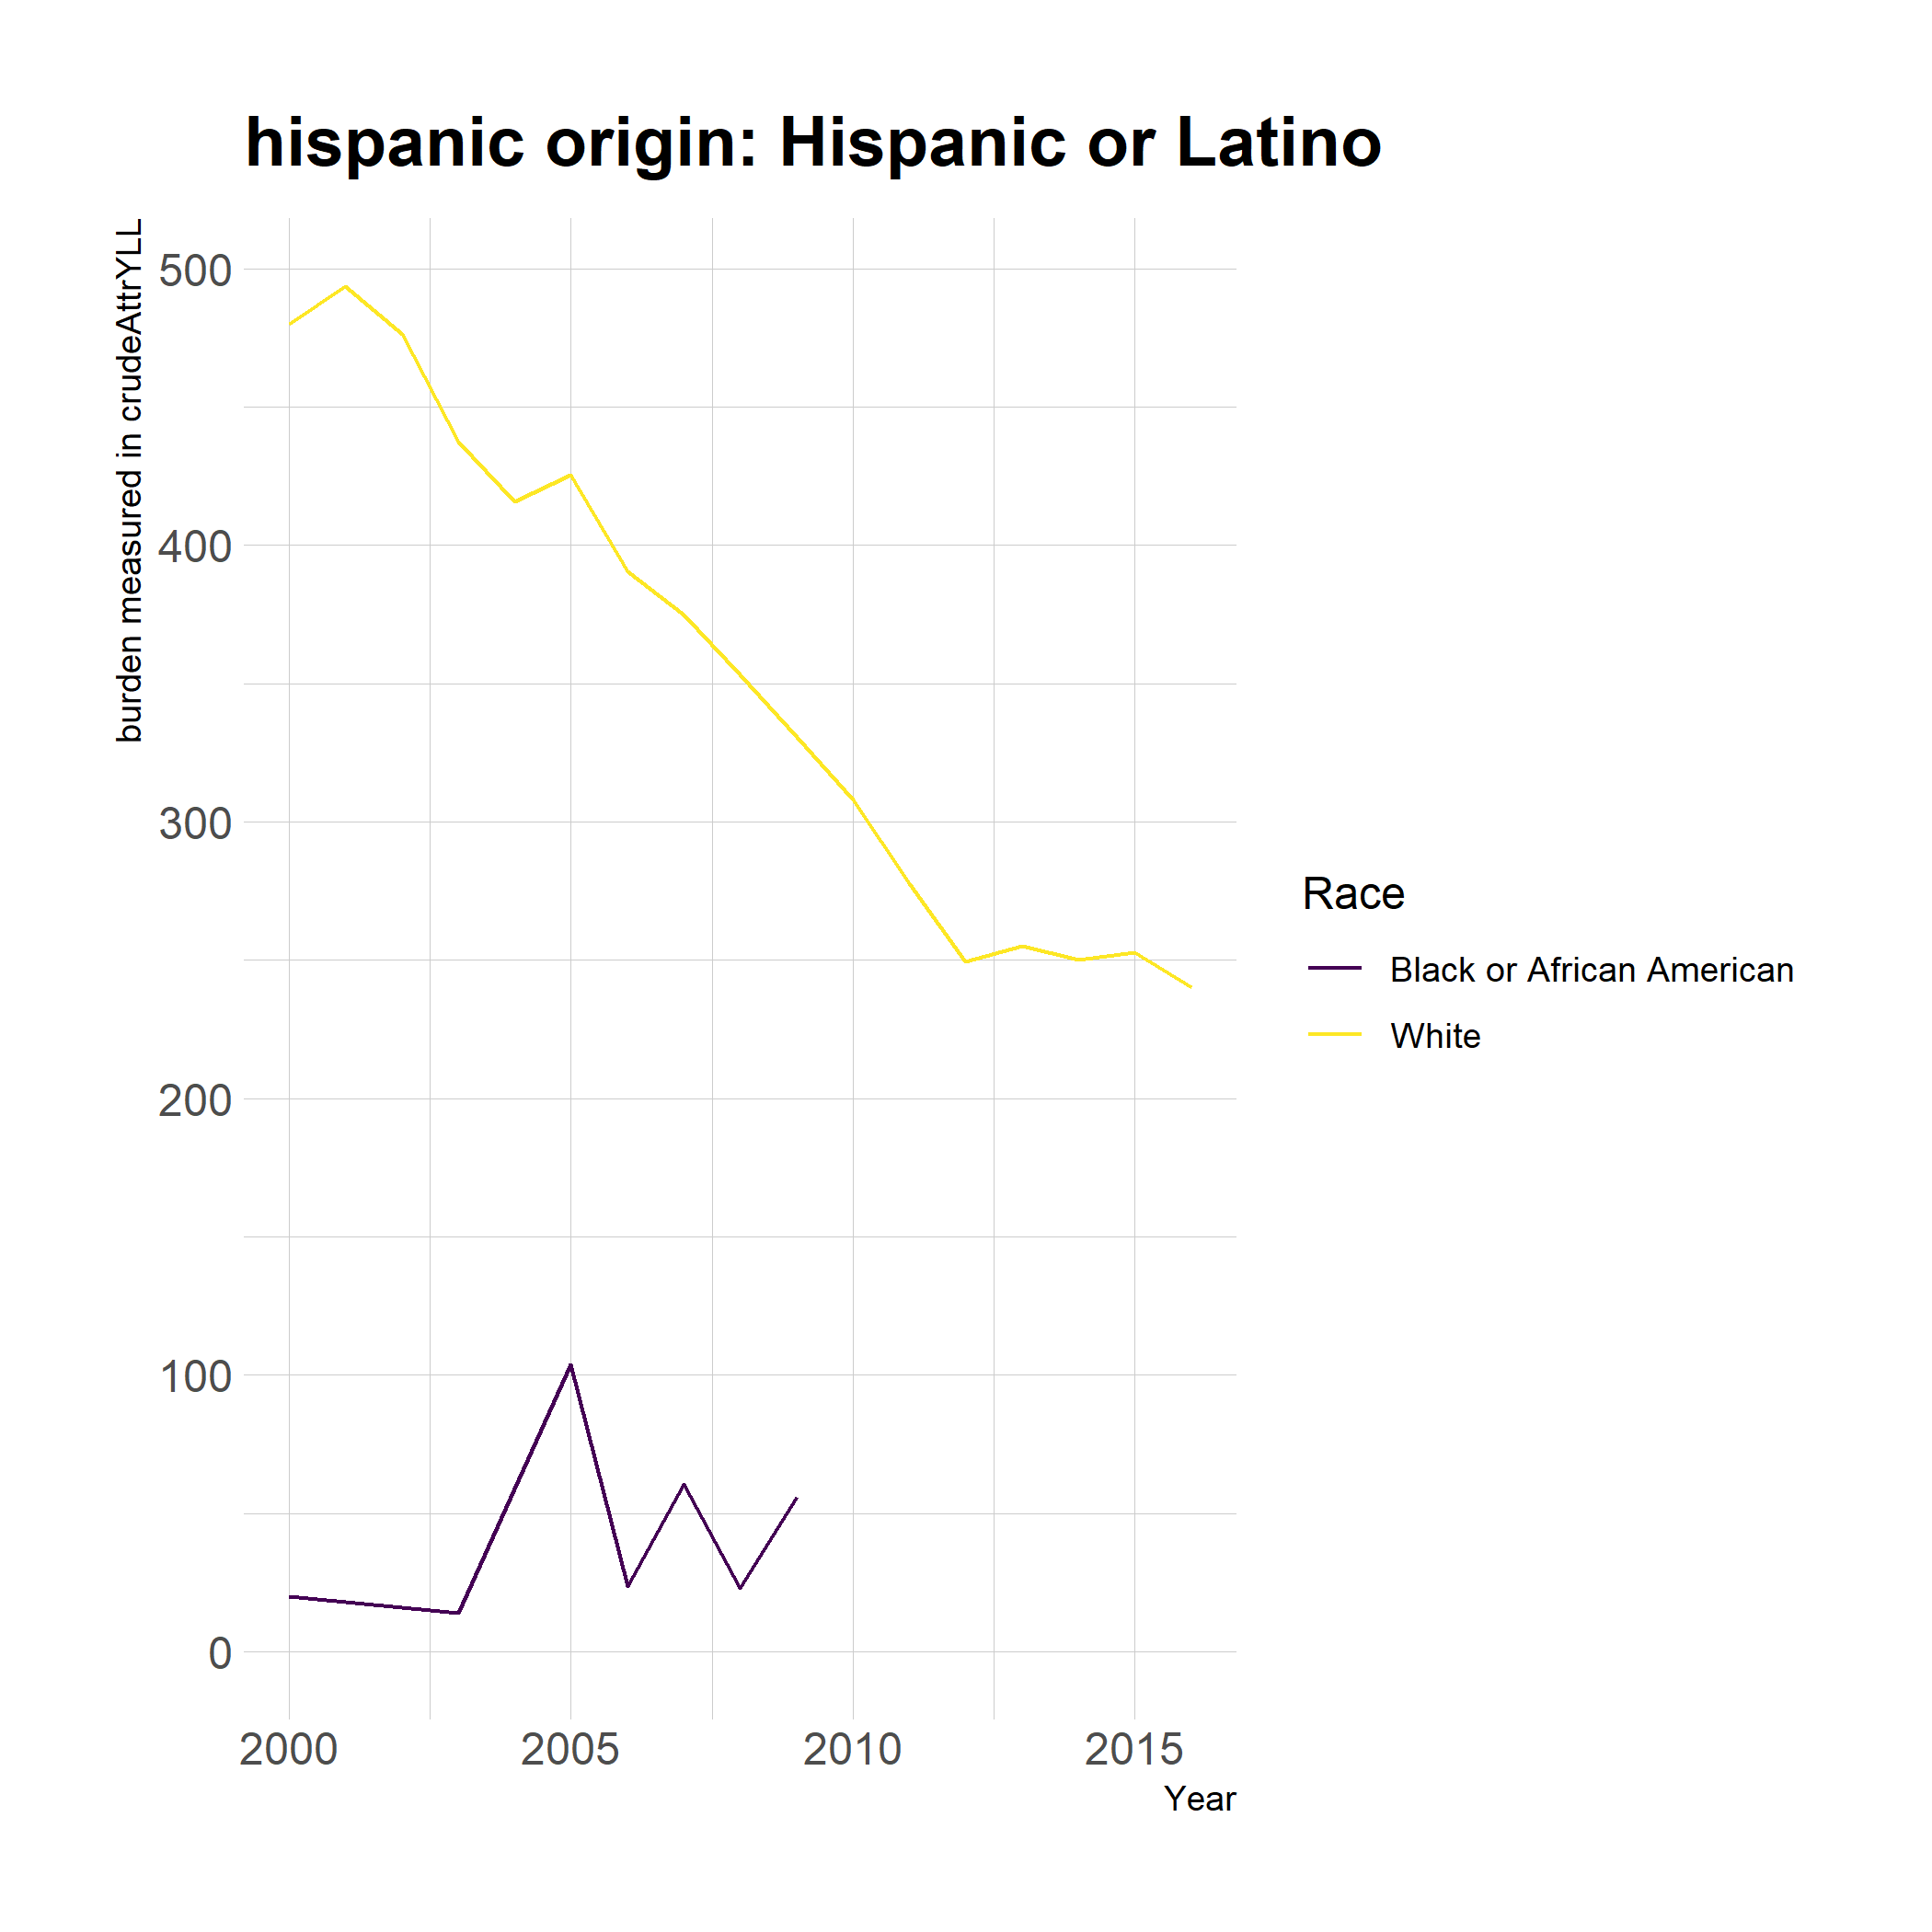 hispanic origin: Hispanic or Latino
burden measured in crudeAttrYLL
500
400
300
200
100
0
2000 2005 2010 2015
Year
Race
Black or African American
White